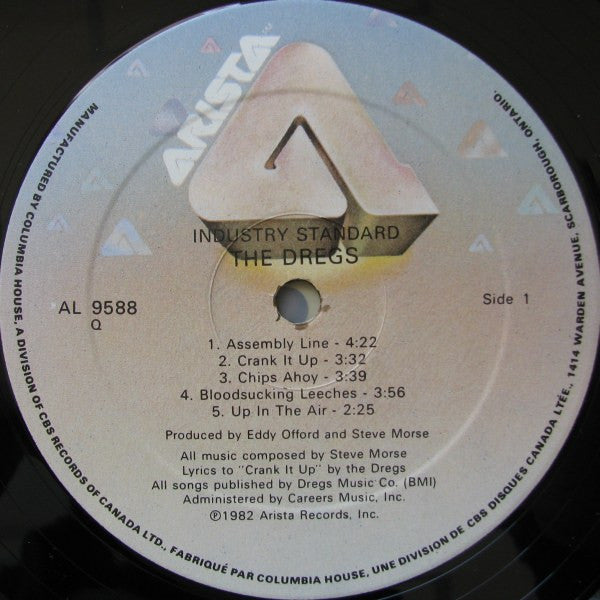 ARISTA
INDUSTRY STANDARD
THE DREGS
AL 9588
Q
Side 1
1. Assembly Line - 4:22
2. Crank It Up - 3:32
3. Chips Ahoy - 3:39
4. Bloodsucking Leeches - 3:56
5. Up In The Air - 2:25
Produced by Eddy Offord and Steve Morse
All music composed by Steve Morse
Lyrics to "Crank It Up" by the Dregs
All songs published by Dregs Music Co. (BMI)
Administered by Careers Music, Inc.
℗1982 Arista Records, Inc.
MANUFACTURED BY COLUMBIA HOUSE, A DIVISION OF CBS RECORDS OF CANADA LTD., FABRIQUÉ PAR COLUMBIA HOUSE, UNE DIVISION DE CBS DISQUES CANADA LTÉE., 1414 WARDEN AVENUE, SCARBOROUGH, ONTARIO.